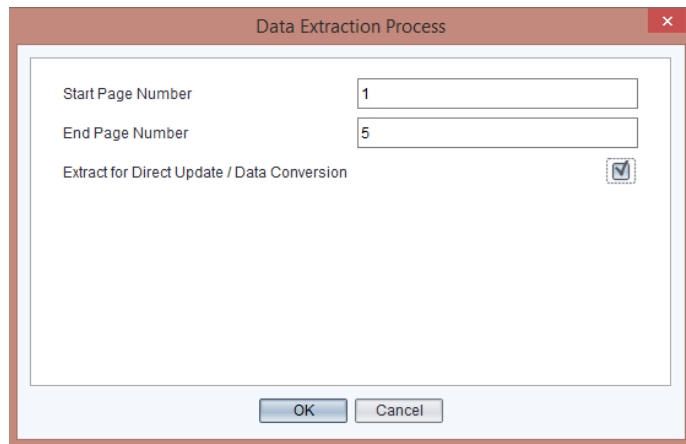 Data Extraction Process
Start Page Number 1
End Page Number 5
Extract for Direct Update / Data Conversion
OK Cancel